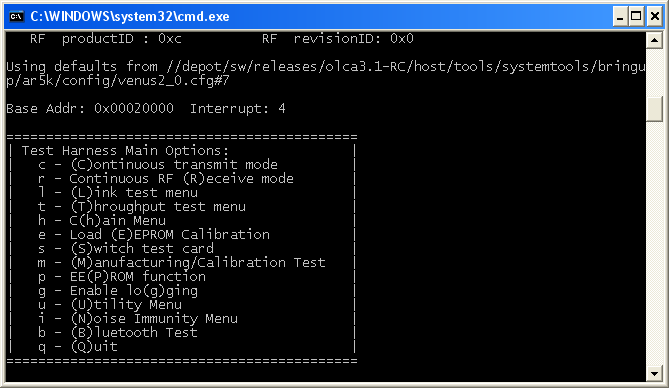 C:\WINDOWS\system32\cmd.exe
RF productID : 0xc RF revisionID: 0x0
Using defaults from //depot/sw/releases/olca3.1-RC/host/tools/systemtools/bringu
p/ar5k/config/venus2_0.cfg#7
Base Addr: 0x00020000 Interrupt: 4
============================================
| Test Harness Main Options: |
| c - (C)ontinuous transmit mode |
| r - Continuous RF (R)eceive mode |
| l - (L)ink test menu |
| t - (T)hroughput test menu |
| h - C(h)ain Menu |
| e - Load (E)EPROM Calibration |
| s - (S)witch test card |
| m - (M)anufacturing/Calibration Test |
| p - EE(P)ROM function |
| g - Enable lo(g)ging |
| u - (U)tility Menu |
| i - (N)oise Immunity Menu |
| b - (B)luetooth Test |
| q - (Q)uit |
============================================